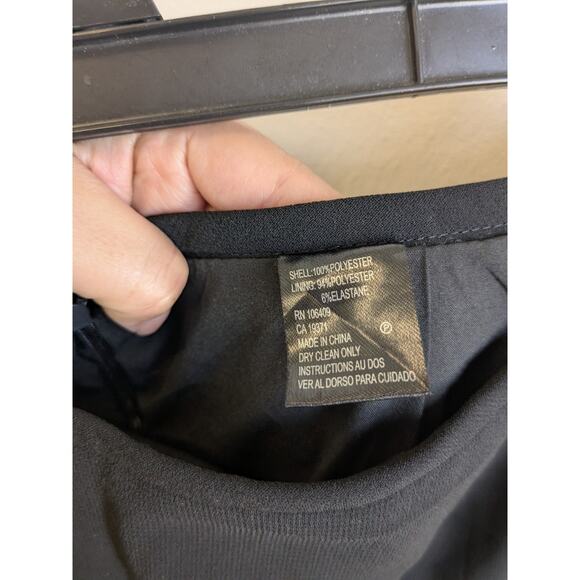 SHELL:100%POLYESTER
LINING: 94%POLYESTER
6%ELASTANE
RN 106409
CA 19371
MADE IN CHINA
DRY CLEAN ONLY
INSTRUCTIONS AU DOS
VER AL DORSO PARA CUIDADO
P